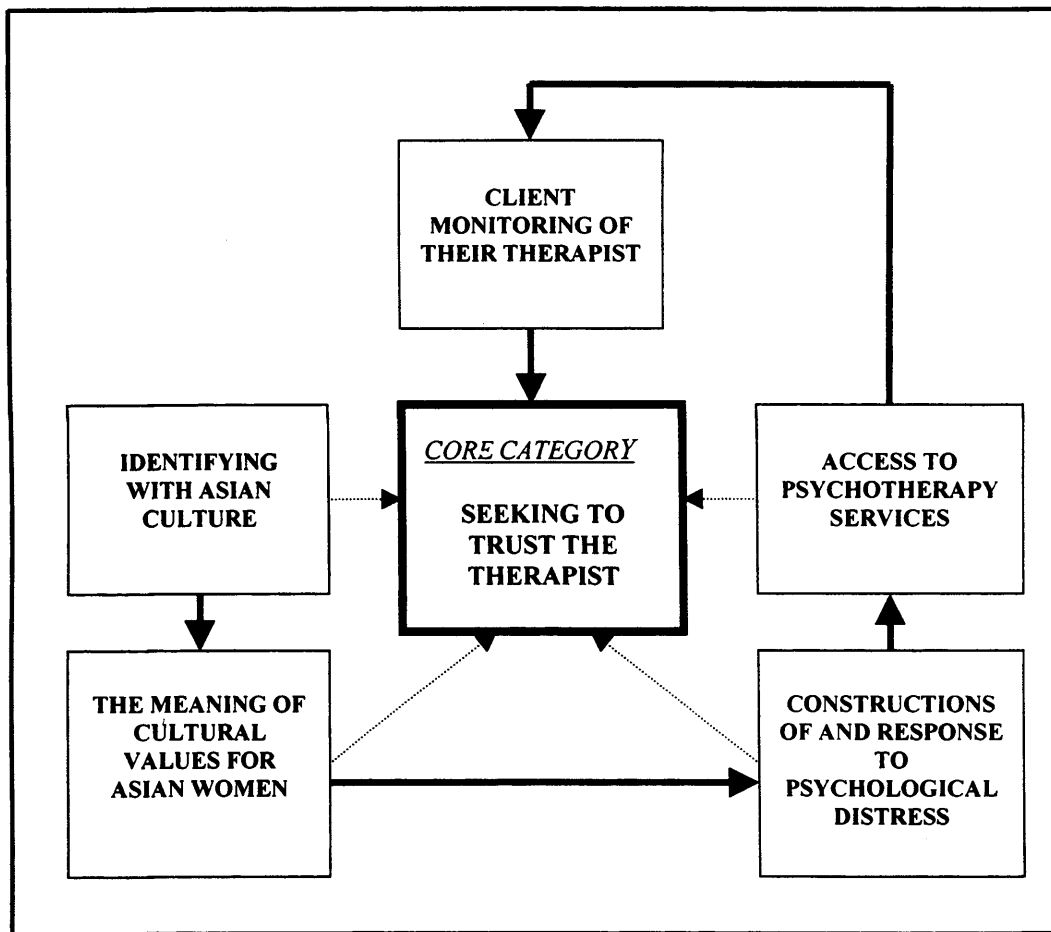 CLIENT
MONITORING OF
THEIR THERAPIST
IDENTIFYING
WITH ASIAN
CULTURE
CORE CATEGORY
SEEKING TO
TRUST THE
THERAPIST
ACCESS TO
PSYCHOTHERAPY
SERVICES
THE MEANING OF
CULTURAL
VALUES FOR
ASIAN WOMEN
CONSTRUCTIONS
OF AND RESPONSE
TO
PSYCHOLOGICAL
DISTRESS